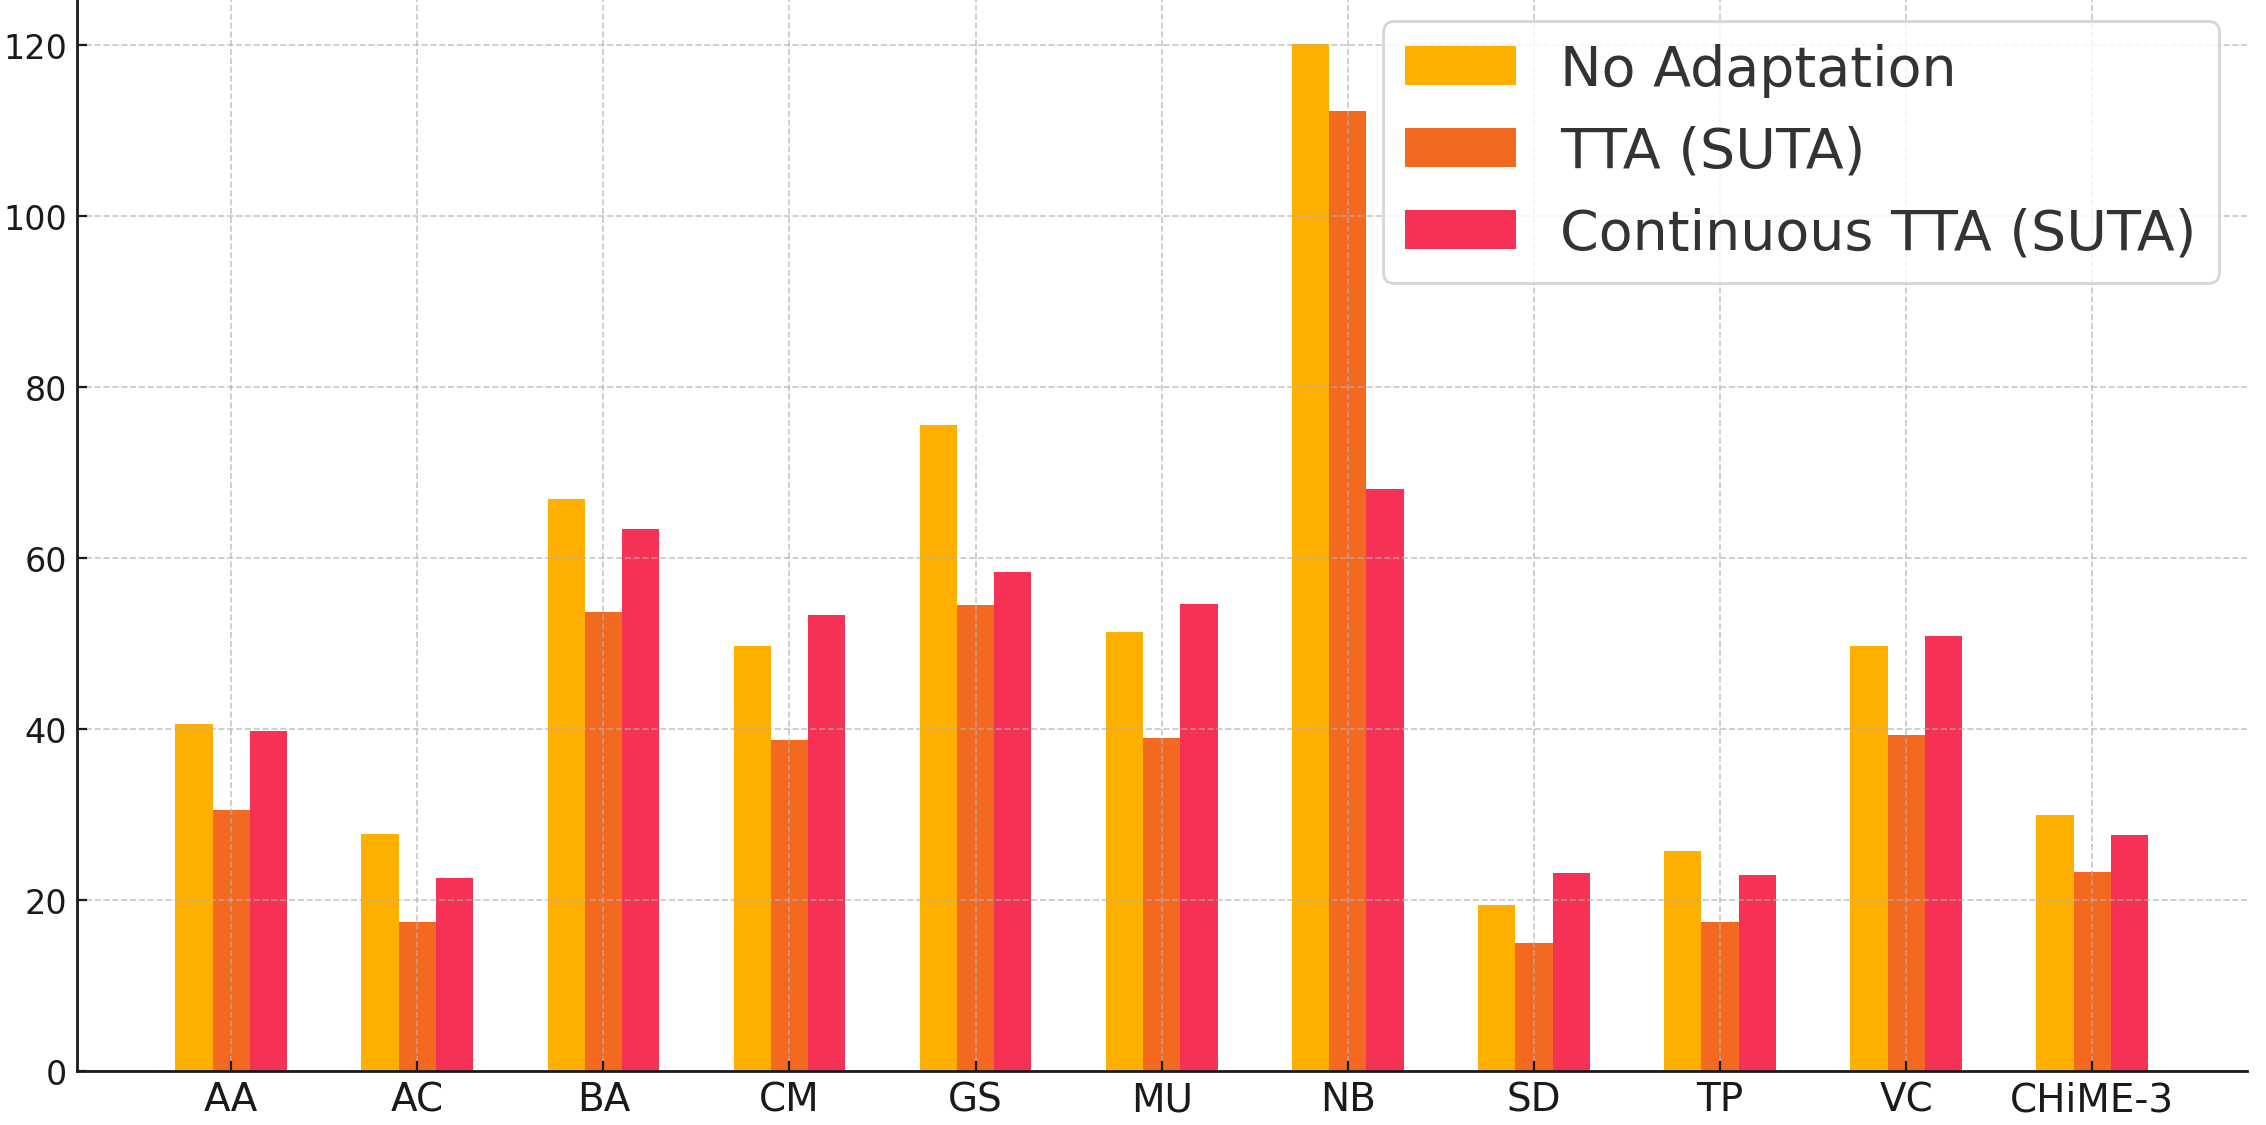 120
100
80
60
40
20
0
No Adaptation
TTA (SUTA)
Continuous TTA (SUTA)
AA AC BA CM GS MU NB SD TP VC CHiME-3